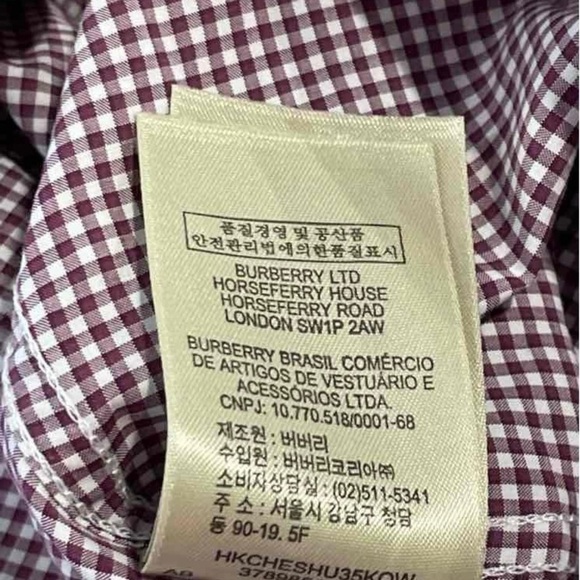 품질경영 및 공산품
안전관리법에의한품질표시
BURBERRY LTD
HORSEFERRY HOUSE
HORSEFERRY ROAD
LONDON SW1P 2AW
BURBERRY BRASIL COMÉRCIO
DE ARTIGOS DE VESTUÁRIO E
ACESSÓRIOS LTDA.
CNPJ: 10.770.518/0001-68
제조원 : 버버리
수입원 : 버버리코리아㈜
소비자상담실 : (02)511-5341
주 소 : 서울시 강남구 청담
동 90-19. 5F
HKCHESHU35KOW